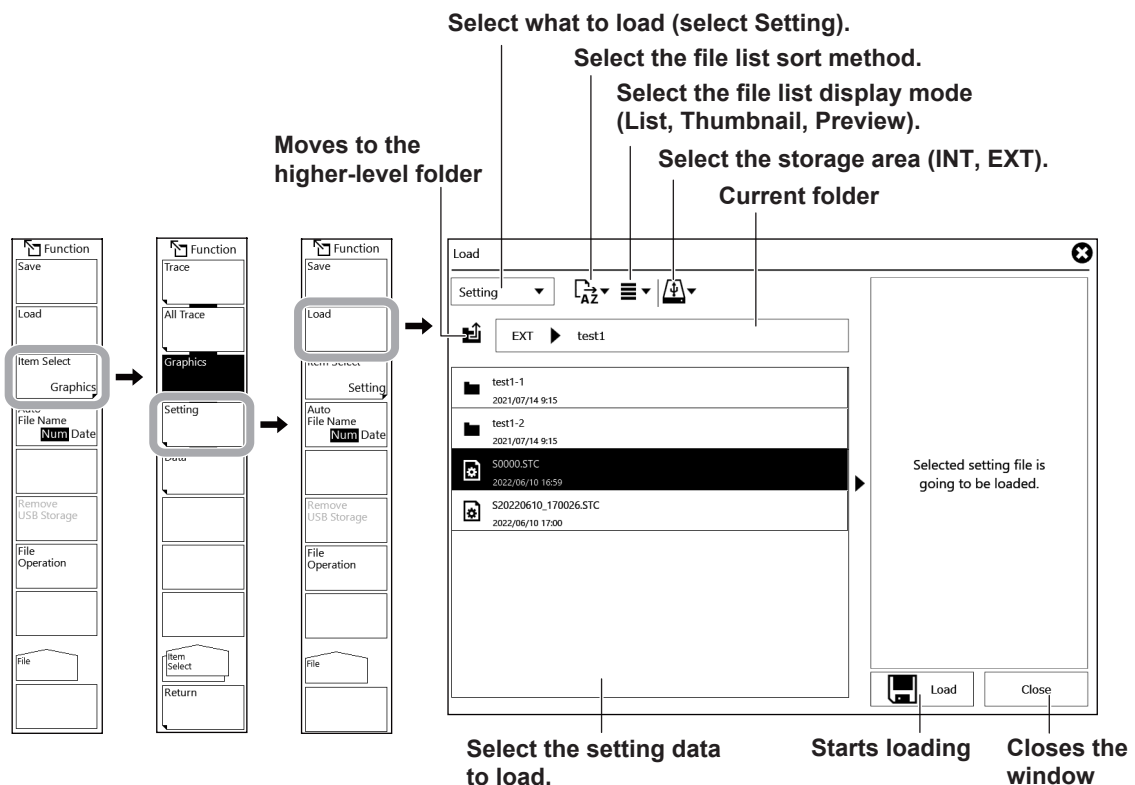 Select what to load (select Setting).
Select the file list sort method.
Select the file list display mode
(List, Thumbnail, Preview).
Select the storage area (INT, EXT).
Current folder
Moves to the
higher-level folder
Function
Save
Load
Item Select
Graphics
Auto
File Name
Num Date
Remove
USB Storage
File
Operation
File
Function
Trace
All Trace
Graphics
Setting
Data
Item
Select
Return
Function
Save
Load
Item Select
Setting
Auto
File Name
Num Date
Remove
USB Storage
File
Operation
File
Load
Setting
AZ
EXT test1
test1-1
2021/07/14 9:15
test1-2
2021/07/14 9:15
S0000.STC
2022/06/10 16:59
S20220610_170026.STC
2022/06/10 17:00
Selected setting file is
going to be loaded.
Load
Close
Select the setting data
to load.
Starts loading
Closes the
window